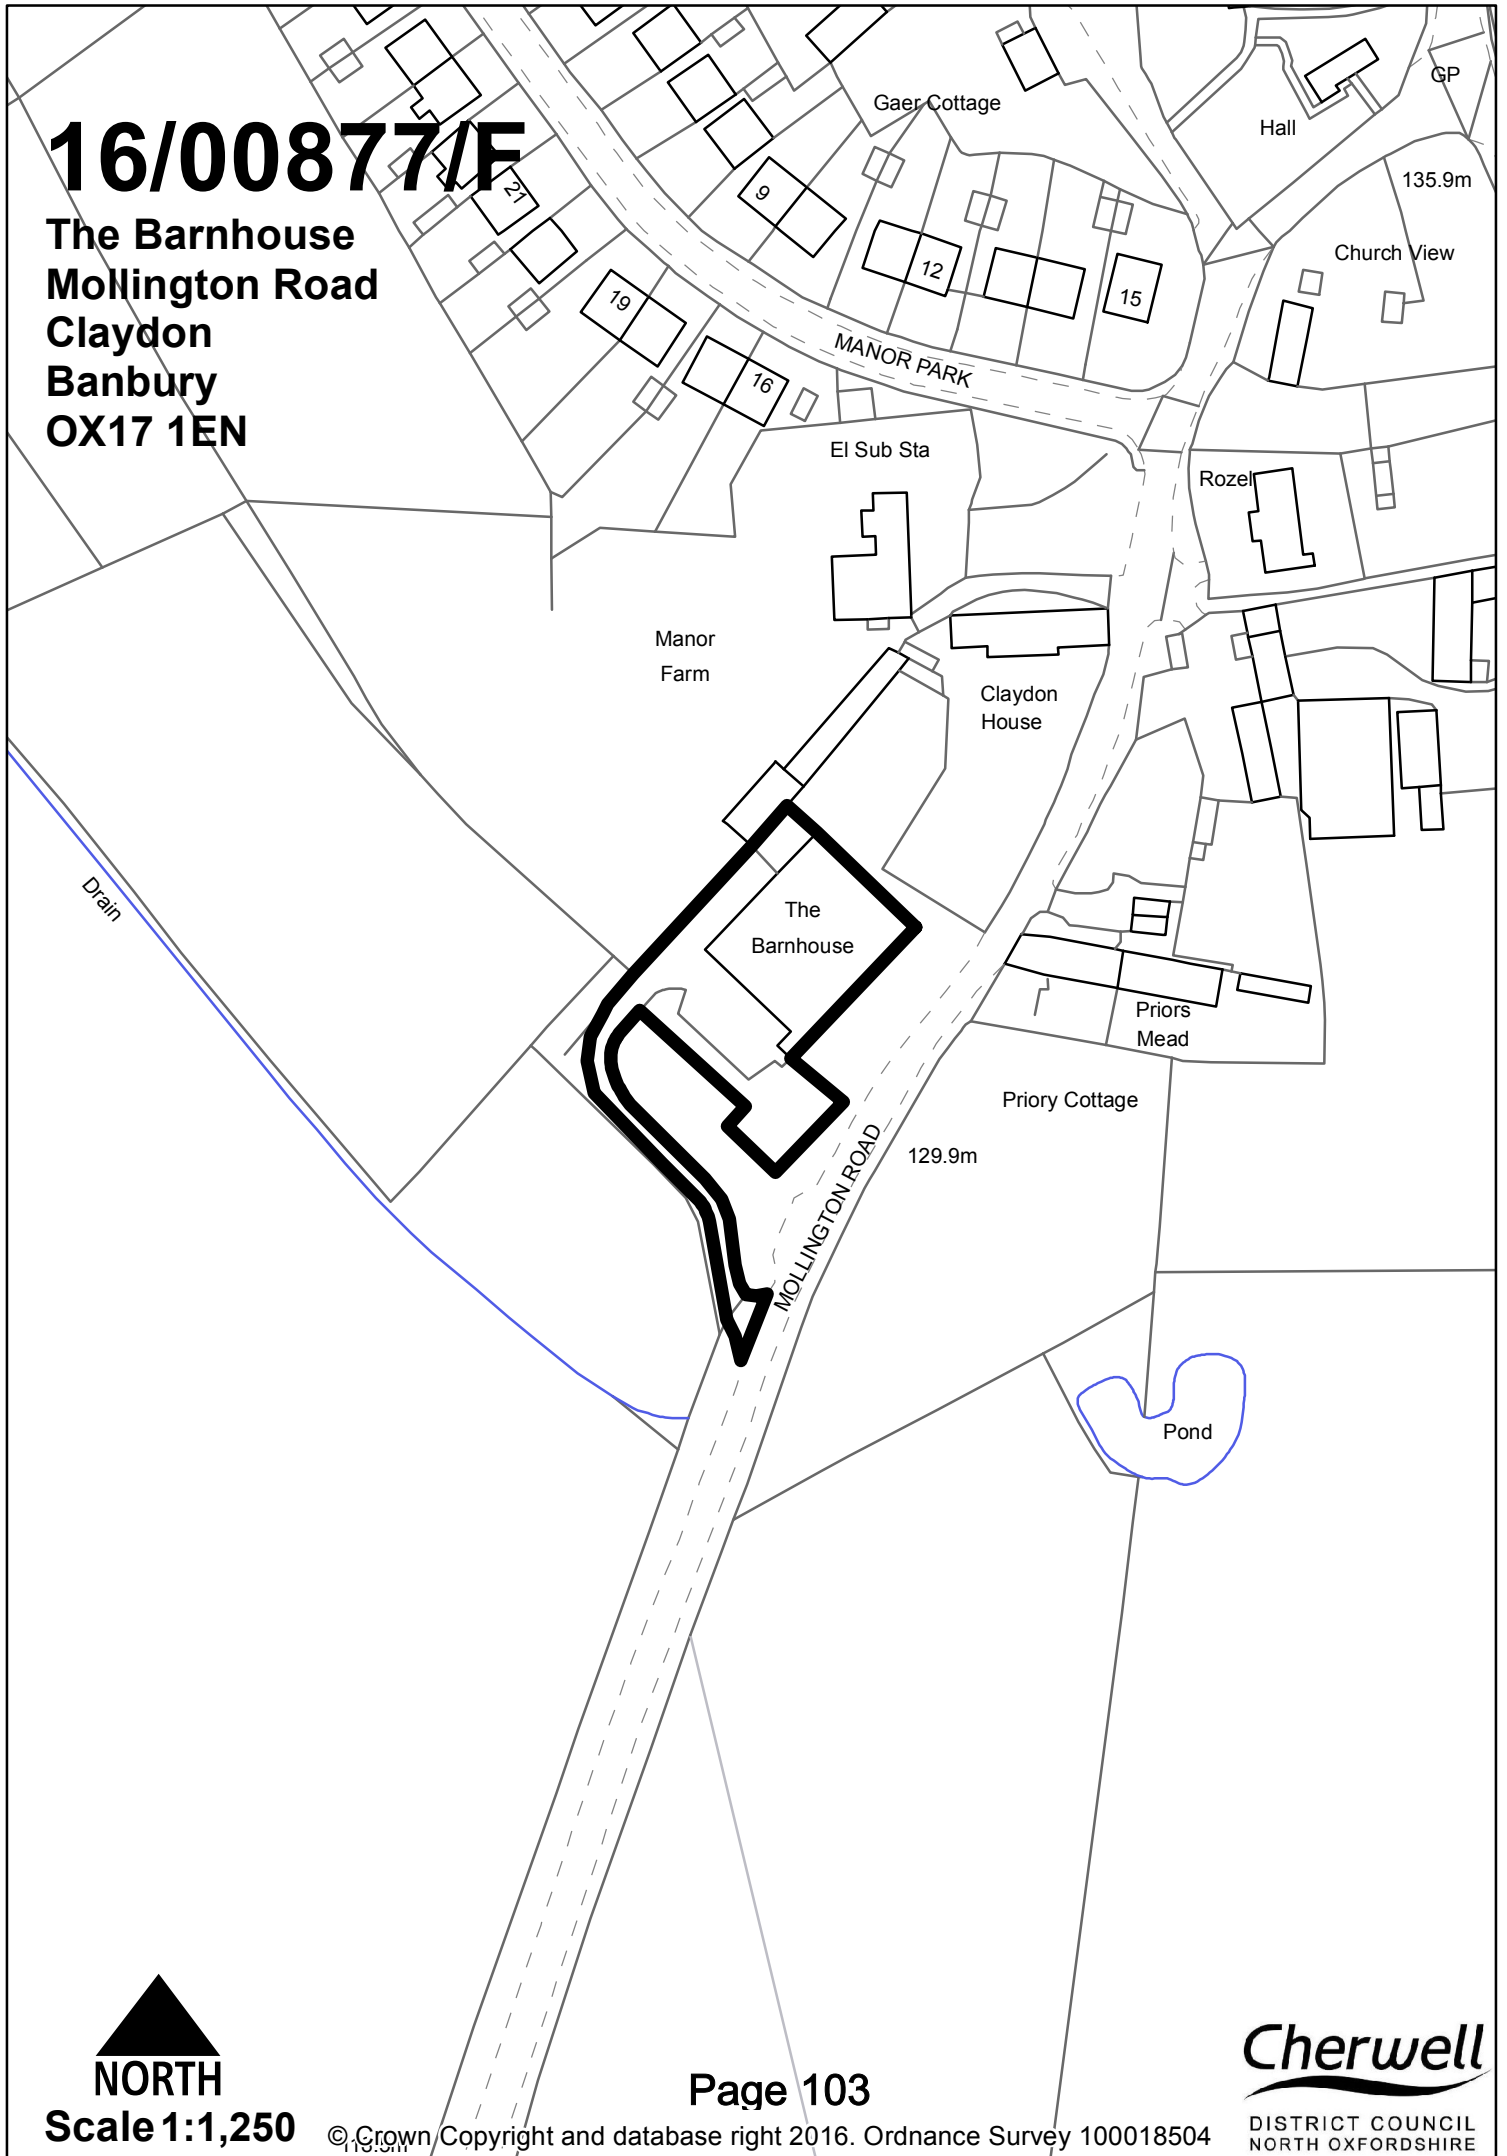 16/00877/F
The Barnhouse
Mollington Road
Claydon
Banbury
OX17 1EN
Gaer Cottage
Hall
GP
135.9m
Church View
21
9
12
15
19
16
MANOR PARK
El Sub Sta
Rozel
Manor
Farm
Claydon
House
Drain
The
Barnhouse
Priors
Mead
Priory Cottage
129.9m
MOLLINGTON ROAD
Pond
NORTH
Scale 1:1,250
Page 103
© Crown Copyright and database right 2016. Ordnance Survey 100018504
Cherwell
DISTRICT COUNCIL
NORTH OXFORDSHIRE